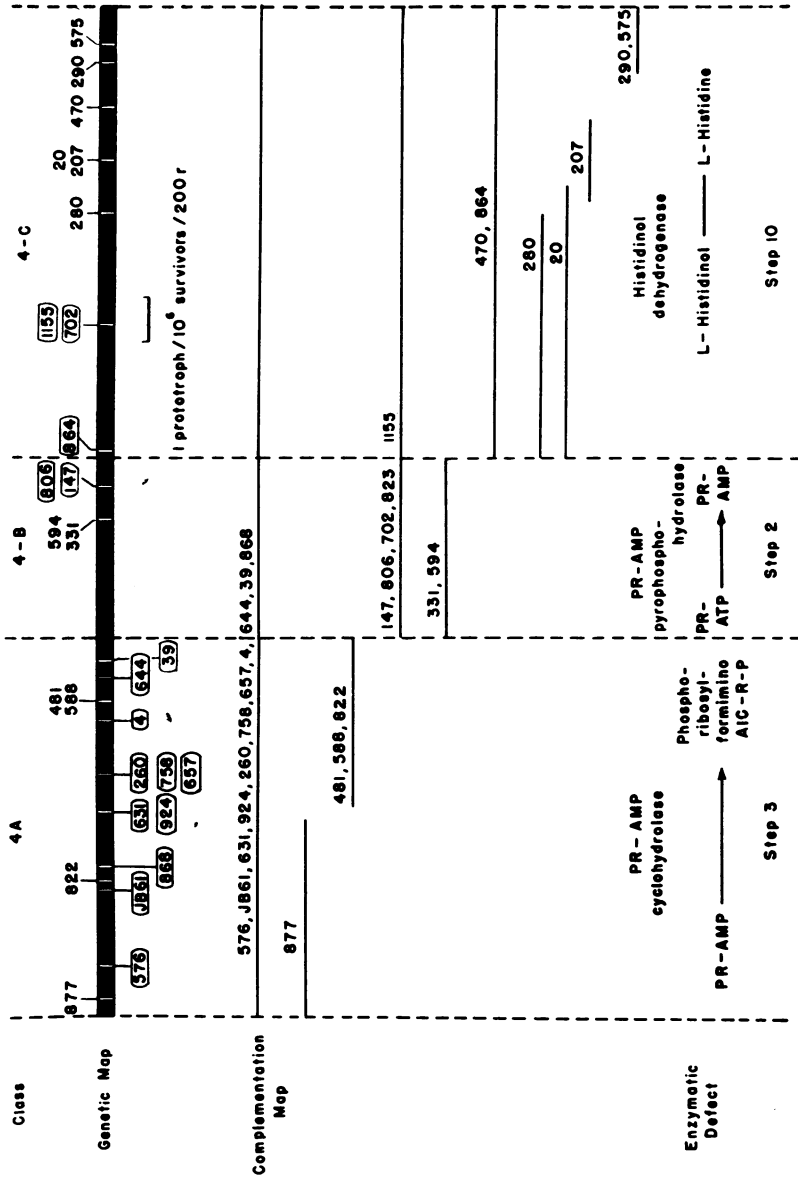 Class
4A
4-B
4-C
Genetic Map
877
822
481
588
594
331
806
147
864
1155
702
280
20
207
470
290
575
576
J861
868
631
924
260
758
657
4
644
39
1 prototroph/10⁶ survivors/200r
Complementation
Map
576, J861, 631, 924, 260, 758, 657, 4, 644, 39, 868
877
481, 588, 822
147, 806, 702, 823
1155
331, 594
470, 864
280
20
207
290, 575
Enzymatic
Defect
PR-AMP
cyclohydrolase
PR-AMP
Phospho-
ribosyl-
formimino
AIC-R-P
Step 3
PR-AMP
pyrophospho-
hydrolase
PR-
ATP
PR-
AMP
Step 2
Histidinol
dehydrogenase
L-Histidinol
L-Histidine
Step 10